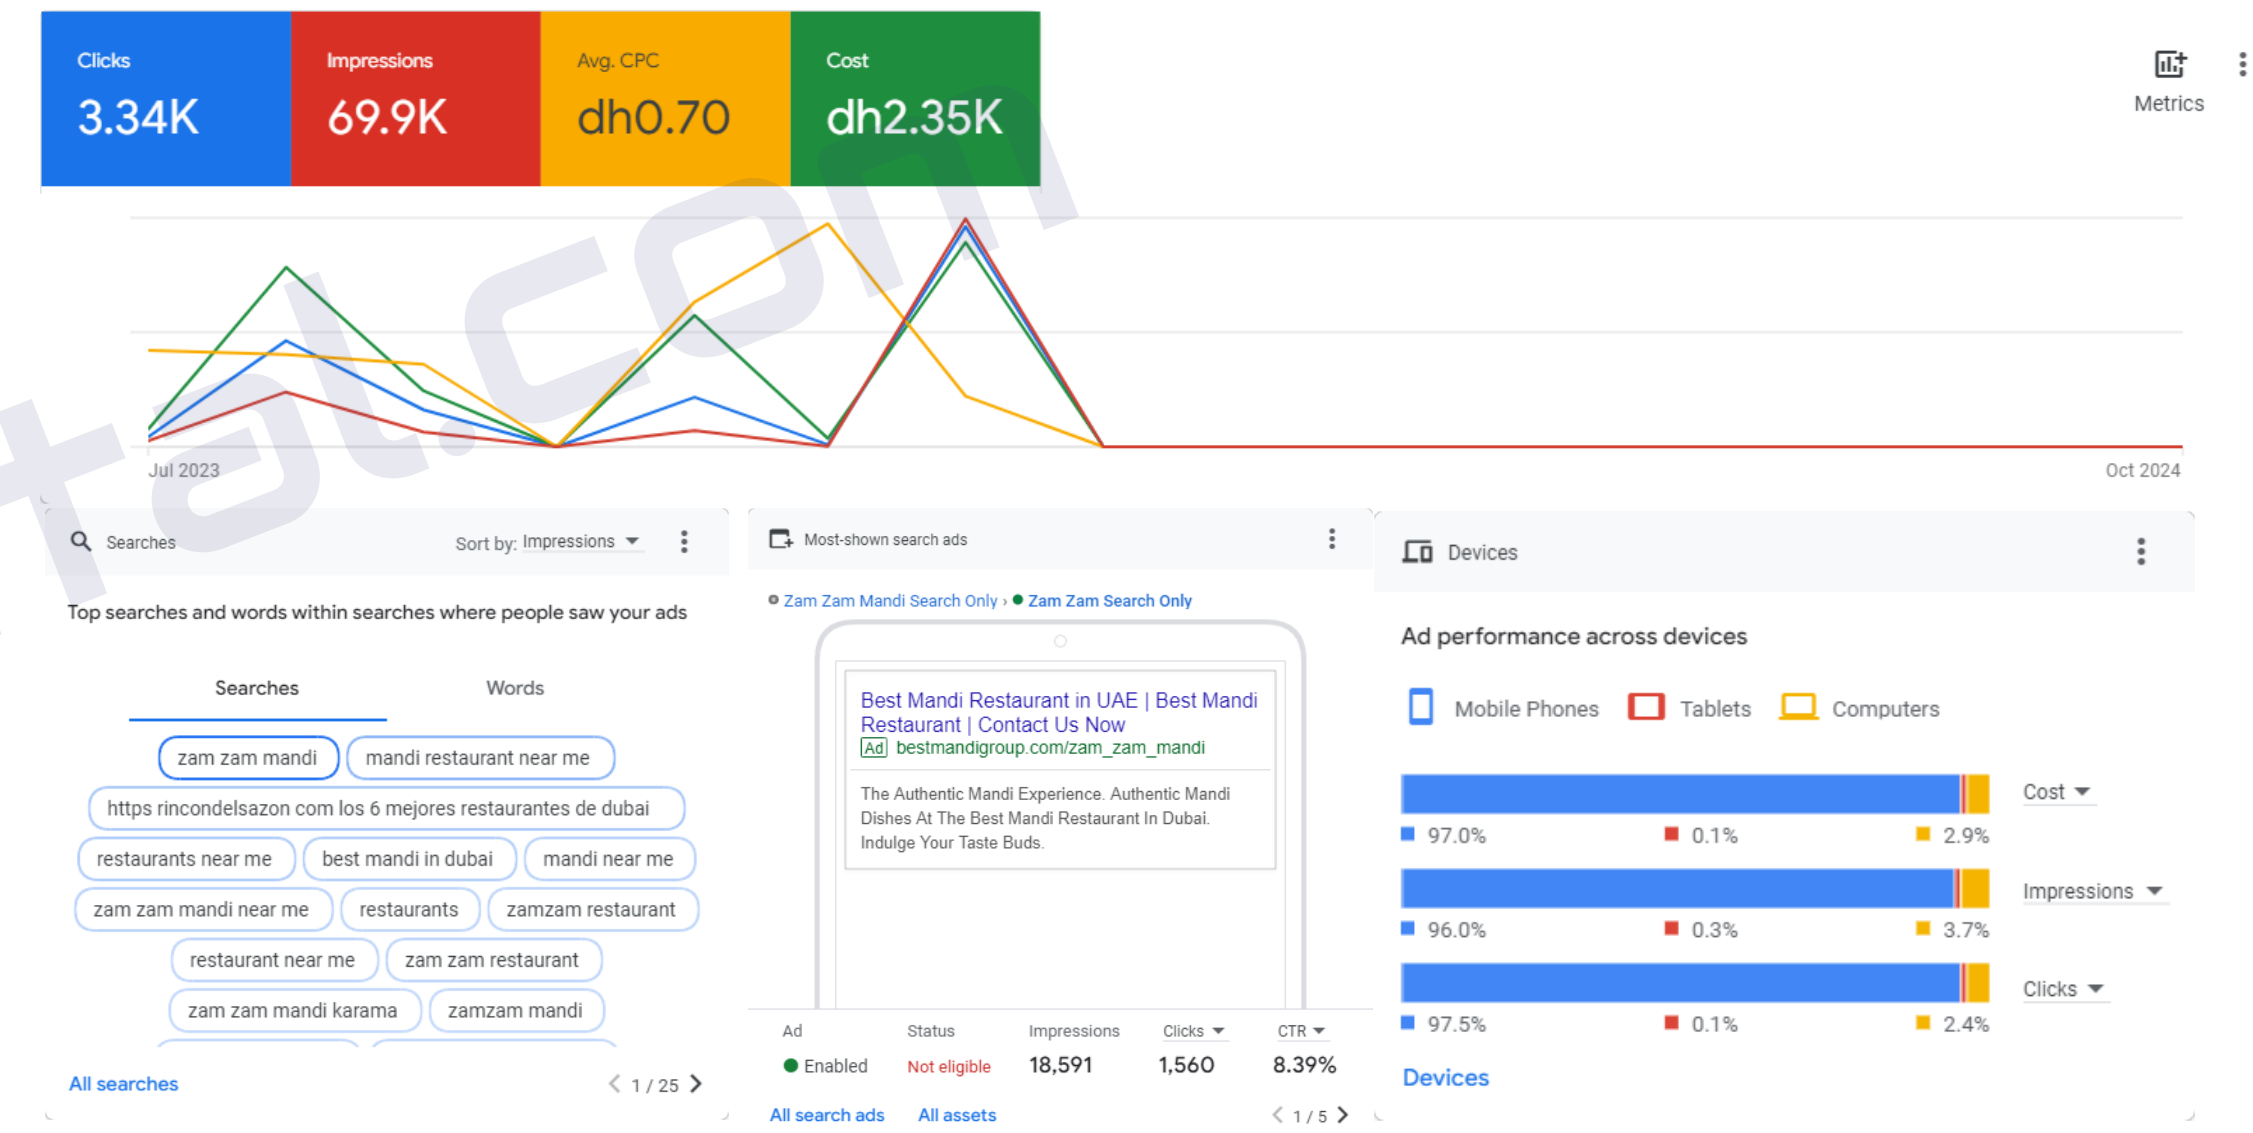 Clicks
3.34K
Impressions
69.9K
Avg. CPC
dh0.70
Cost
dh2.35K
Metrics
Jul 2023
Oct 2024
tal.com
Searches
Sort by: Impressions
Top searches and words within searches where people saw your ads
Searches
Words
zam zam mandi
mandi restaurant near me
https rincondelsazon com los 6 mejores restaurantes de dubai
restaurants near me
best mandi in dubai
mandi near me
zam zam mandi near me
restaurants
zamzam restaurant
restaurant near me
zam zam restaurant
zam zam mandi karama
zamzam mandi
All searches
1 / 25
Most-shown search ads
Zam Zam Mandi Search Only › Zam Zam Search Only
Best Mandi Restaurant in UAE | Best Mandi
Restaurant | Contact Us Now
Ad bestmandigroup.com/zam_zam_mandi
The Authentic Mandi Experience. Authentic Mandi
Dishes At The Best Mandi Restaurant In Dubai.
Indulge Your Taste Buds.
Ad Status Impressions Clicks CTR
Enabled Not eligible 18,591 1,560 8.39%
All search ads All assets
1 / 5
Devices
Ad performance across devices
Mobile Phones Tablets Computers
Cost
97.0% 0.1% 2.9%
Impressions
96.0% 0.3% 3.7%
Clicks
97.5% 0.1% 2.4%
Devices